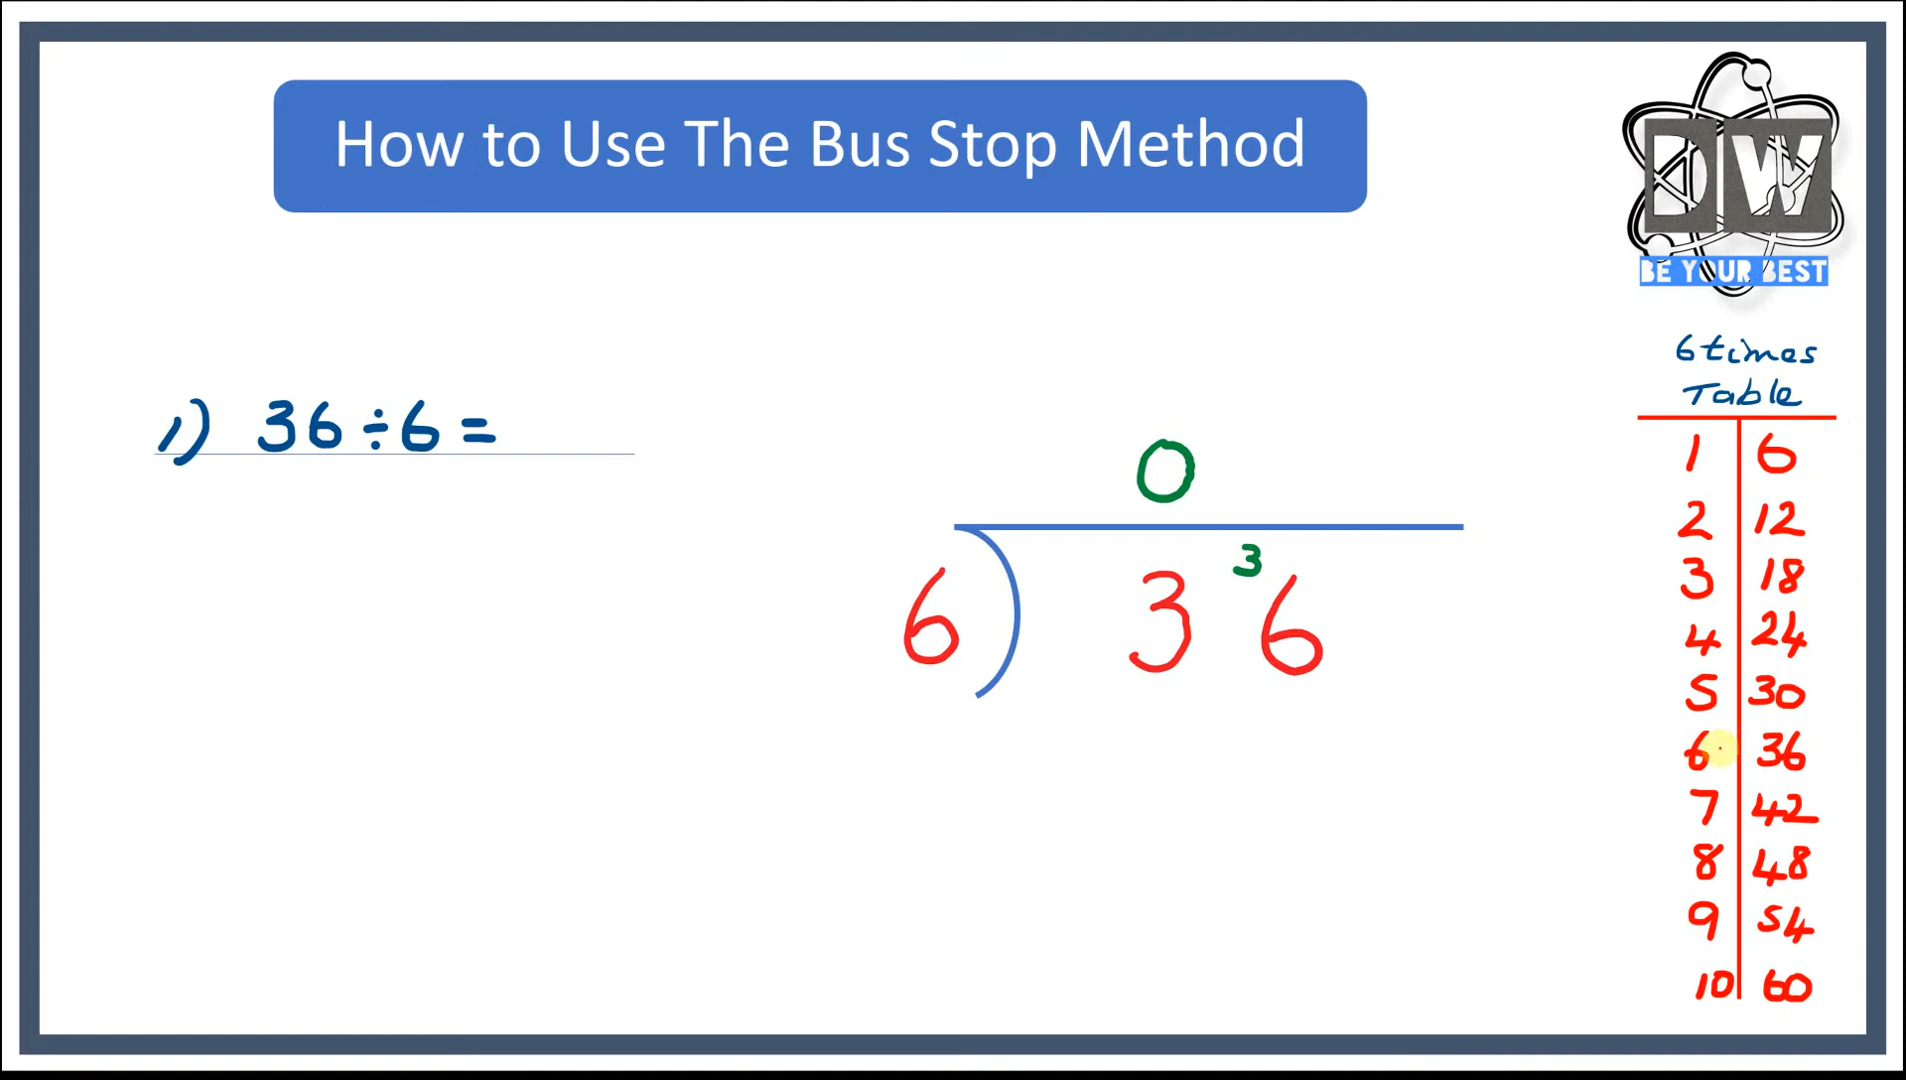 How to Use The Bus Stop Method
DW
BE YOUR BEST
6 times
Table
1) 36 ÷ 6 =
0
6 ) 3 ³6
1 6
2 12
3 18
4 24
5 30
6 36
7 42
8 48
9 54
10 60